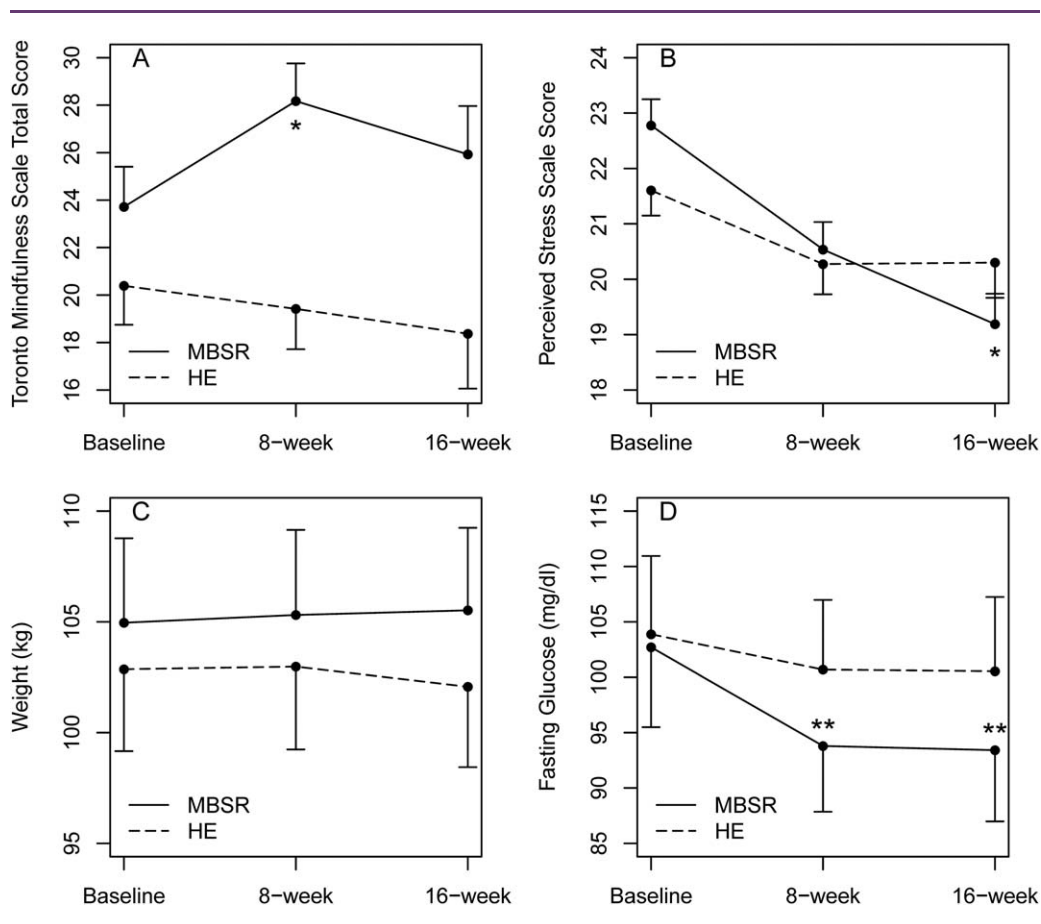 A
Toronto Mindfulness Scale Total Score
30
28
26
24
22
20
18
16
*
MBSR
HE
Baseline
8−week
16−week
B
Perceived Stress Scale Score
24
23
22
21
20
19
18
*
MBSR
HE
Baseline
8−week
16−week
C
Weight (kg)
110
105
100
95
MBSR
HE
Baseline
8−week
16−week
D
Fasting Glucose (mg/dl)
115
110
105
100
95
90
85
**
**
MBSR
HE
Baseline
8−week
16−week